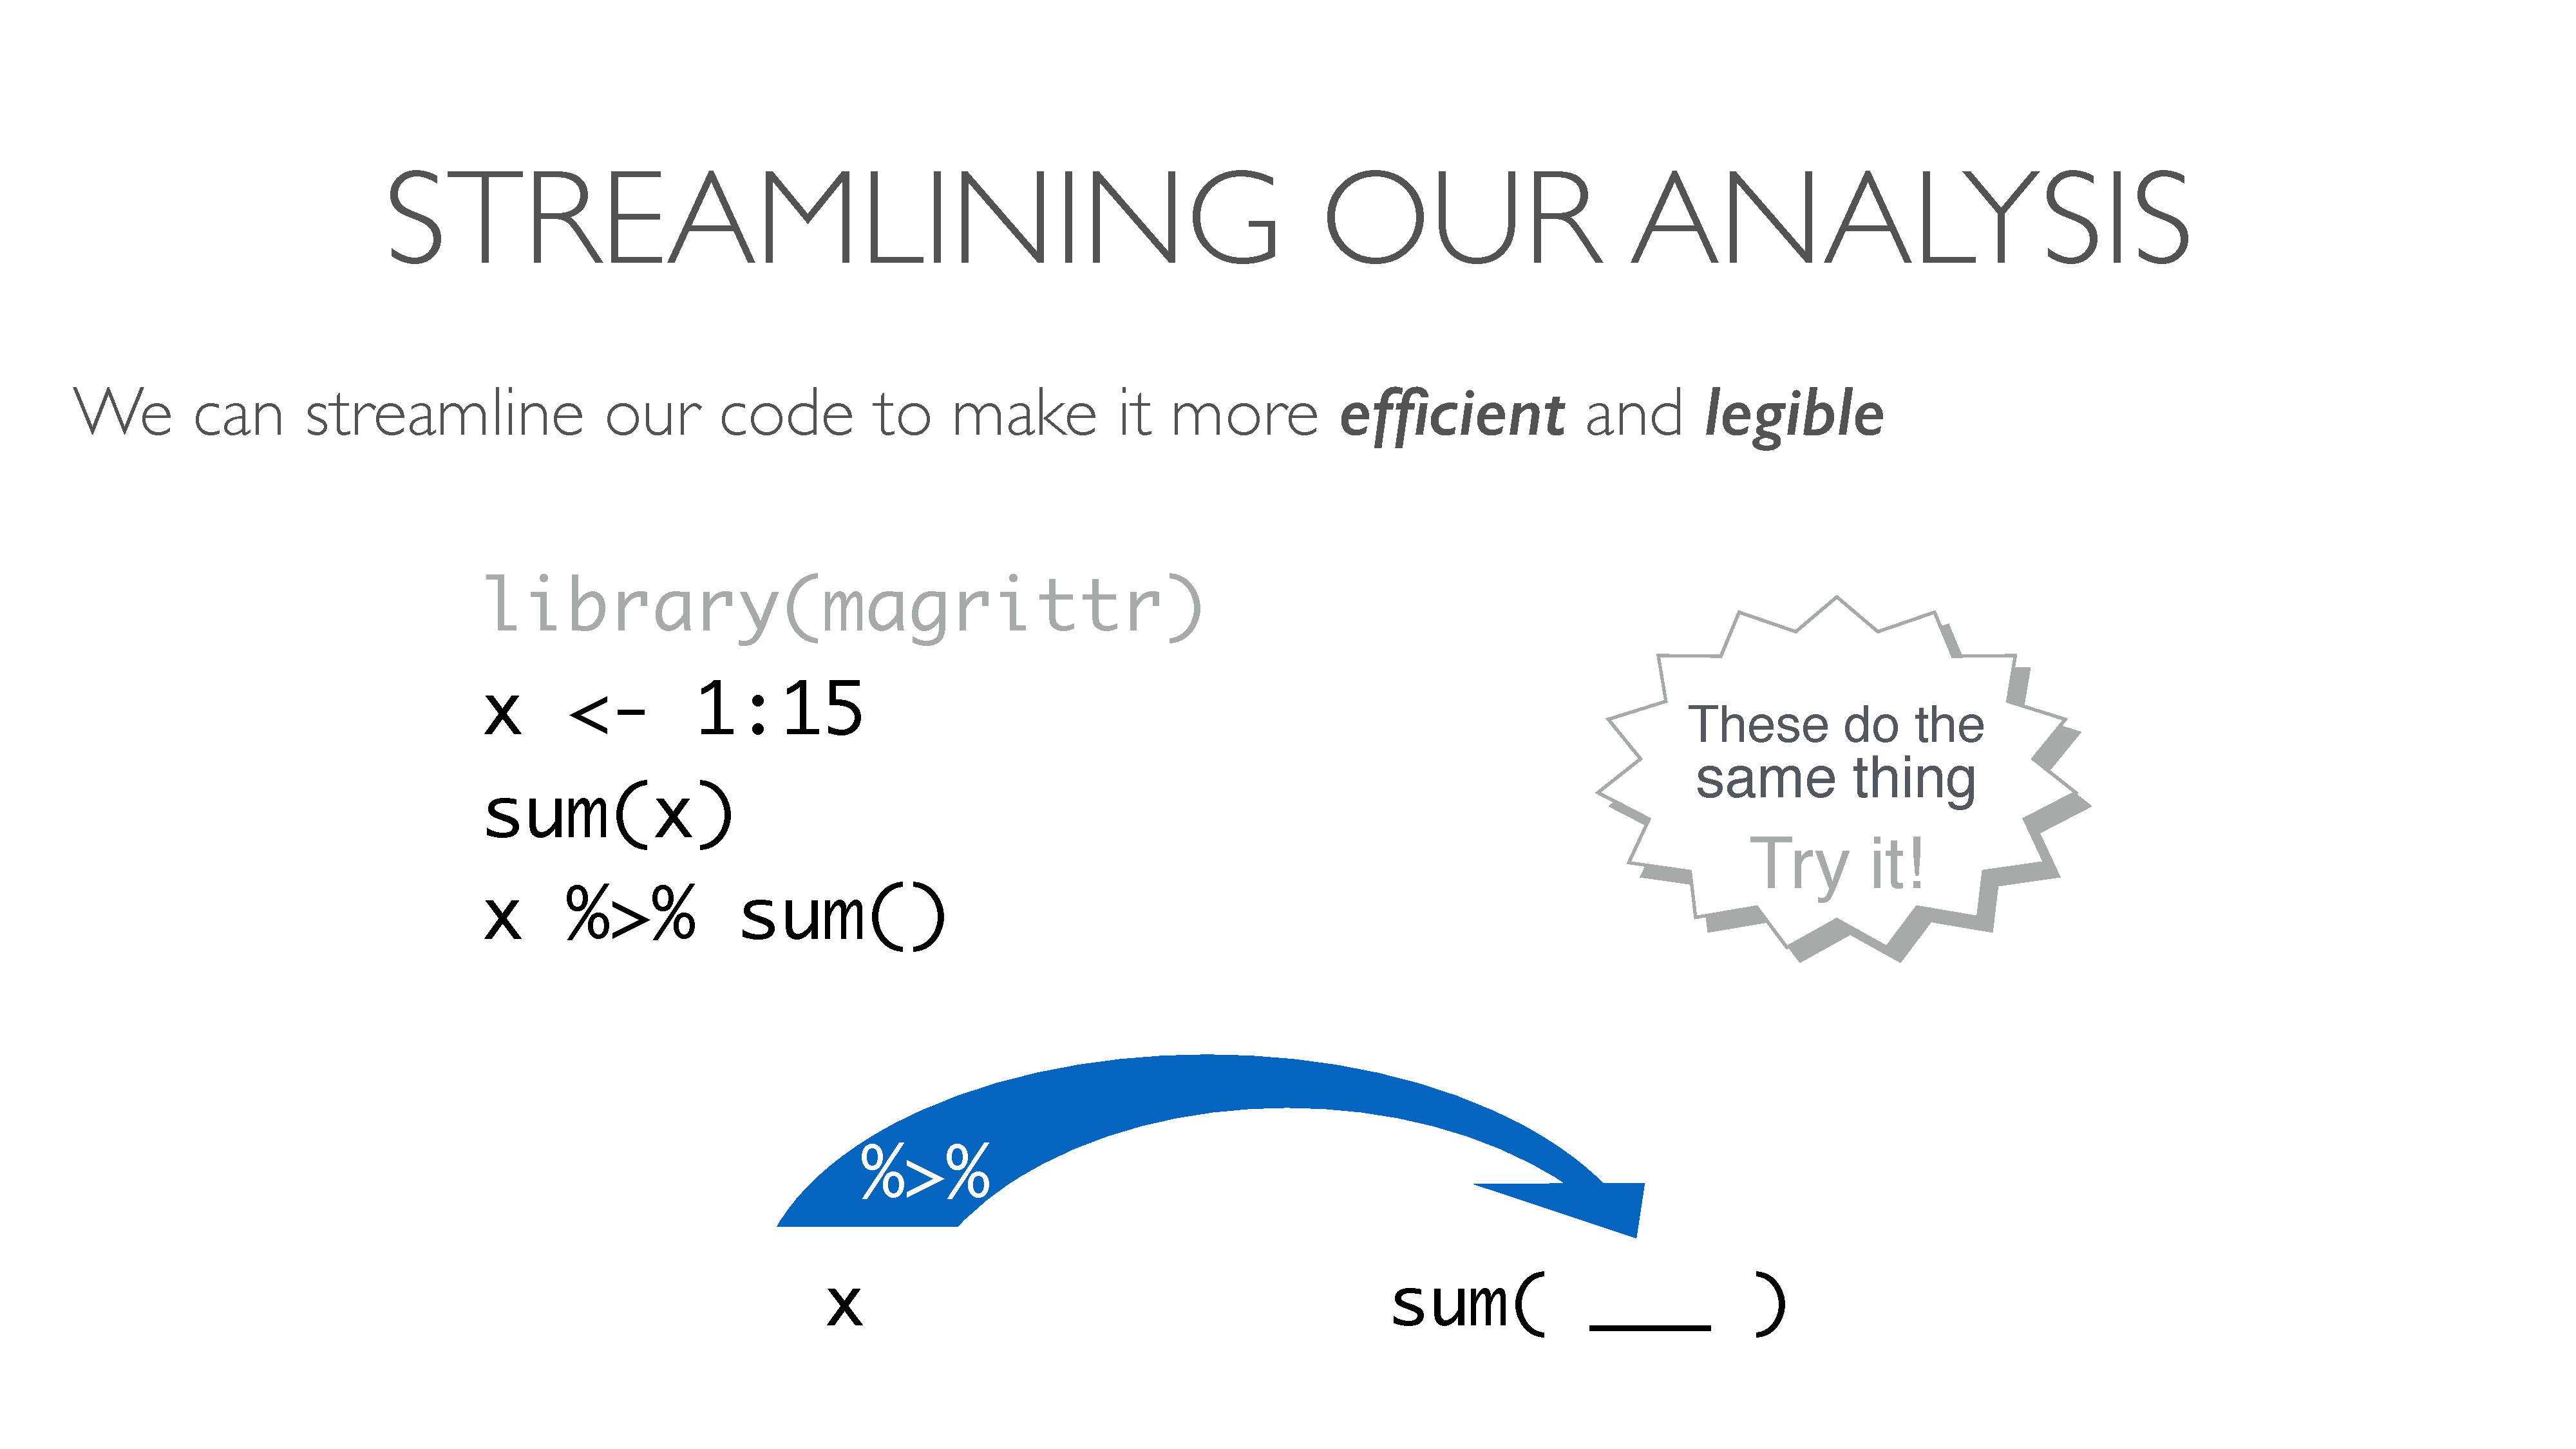 STREAMLINING OUR ANALYSIS
We can streamline our code to make it more efficient and legible
library(magrittr)
x <- 1:15
sum(x)
x %>% sum()
These do the
same thing
Try it!
%>%
x
sum( ___ )